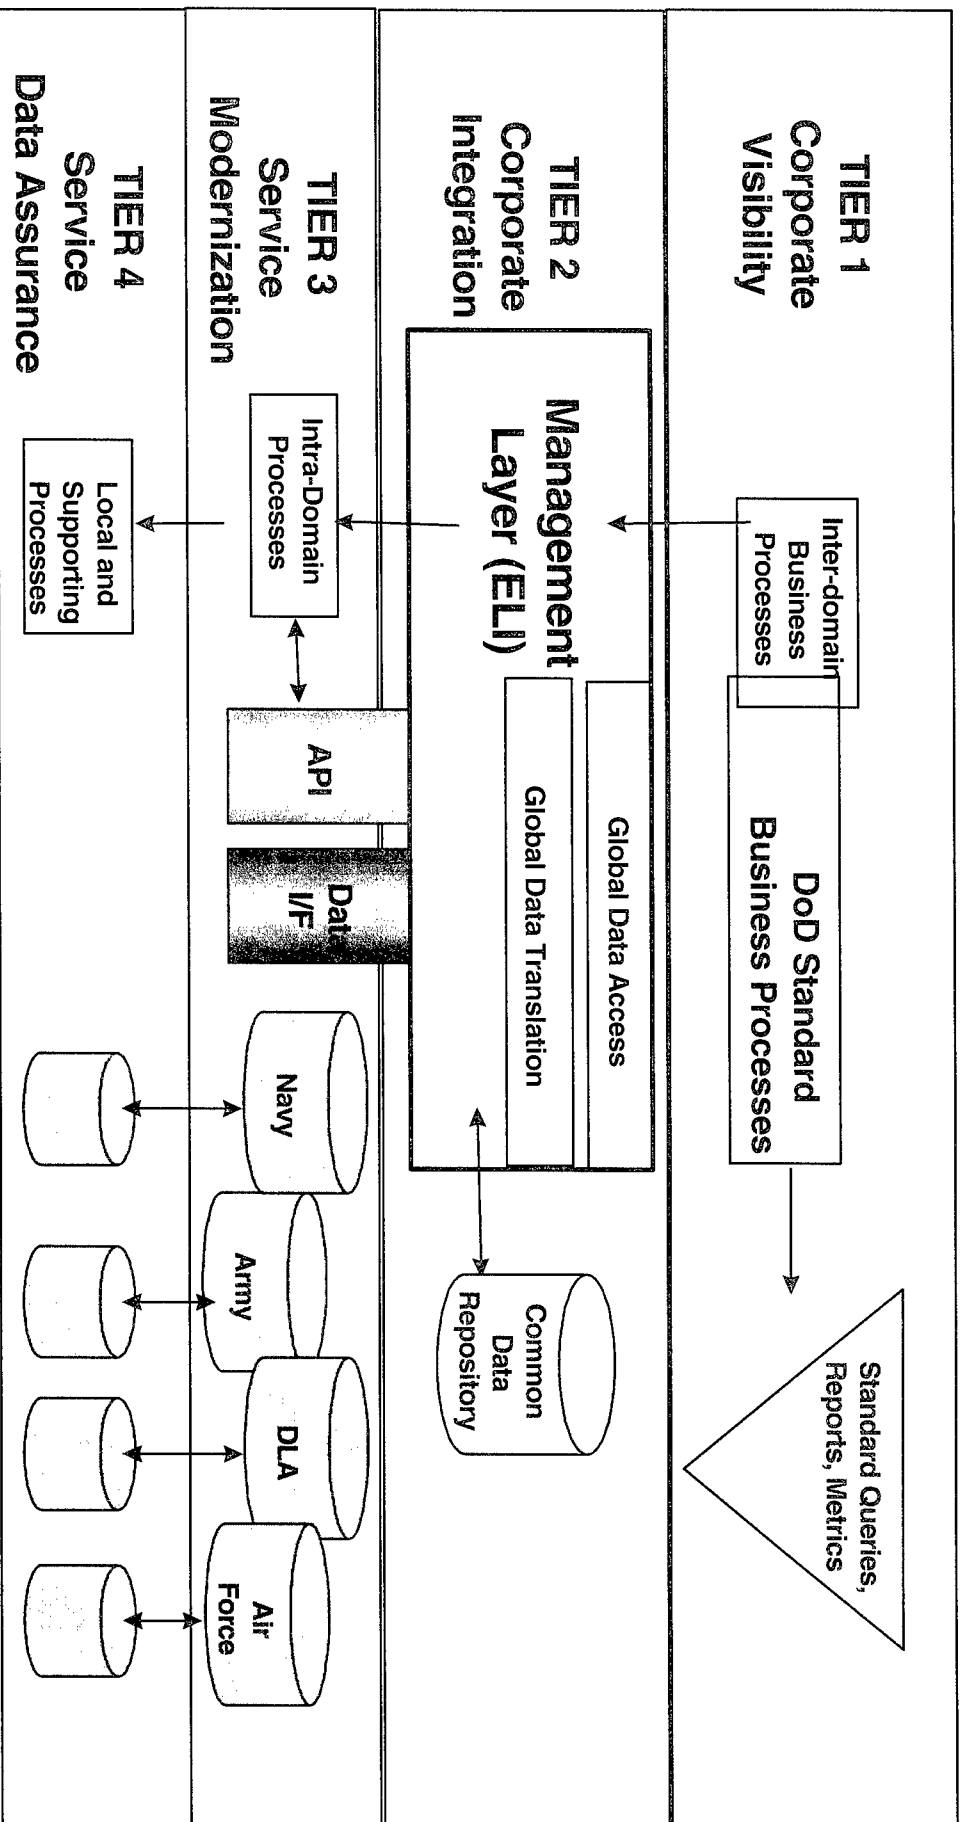 TIER 1
Corporate
Visibility
Inter-domain
Business
Processes
DoD Standard
Business Processes
Standard Queries,
Reports, Metrics
TIER 2
Corporate
Integration
Management
Layer (ELI)
Global Data Access
Global Data Translation
Common
Data
Repository
TIER 3
Service
Modernization
Intra-Domain
Processes
API
Data
I/F
Navy
Army
DLA
Air
Force
TIER 4
Service
Data Assurance
Local and
Supporting
Processes